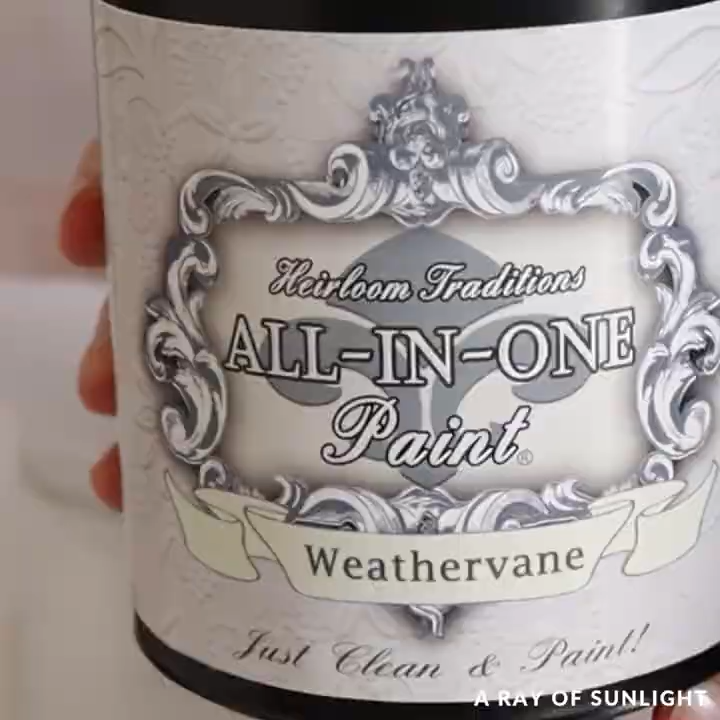 Heirloom Traditions
ALL-IN-ONE
Paint®
Weathervane
Just Clean & Paint!
A RAY OF SUNLIGHT